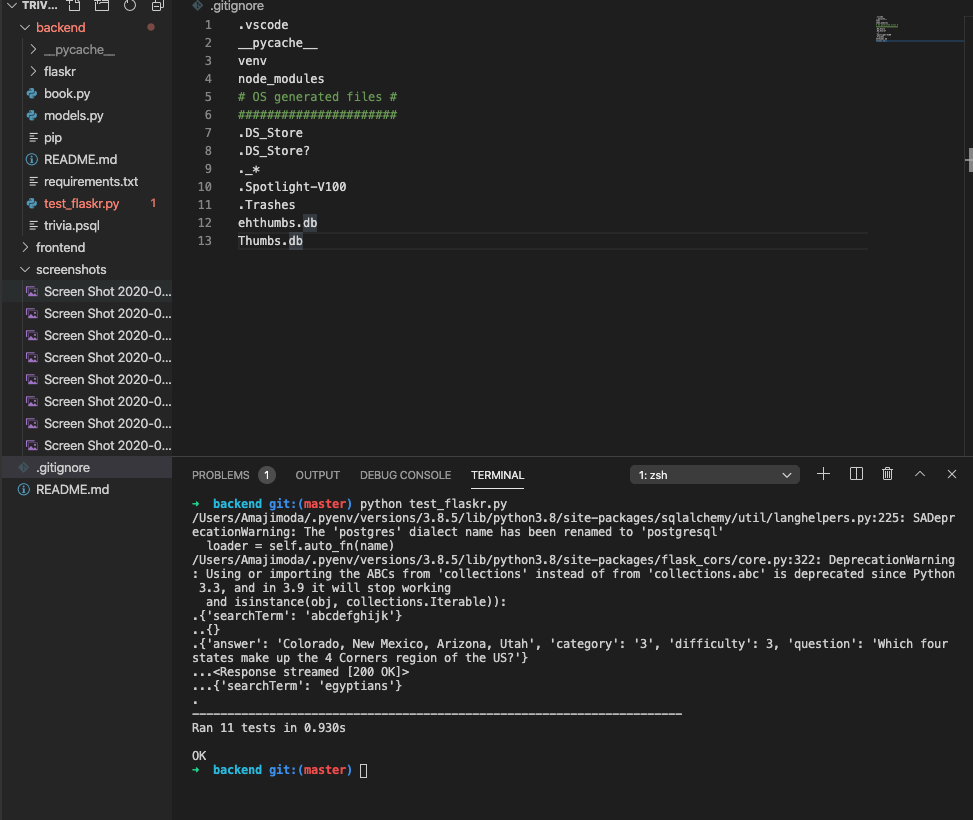 TRIV...
backend
__pycache__
flaskr
book.py
models.py
pip
README.md
requirements.txt
test_flaskr.py 1
trivia.psql
frontend
screenshots
Screen Shot 2020-0...
Screen Shot 2020-0...
Screen Shot 2020-0...
Screen Shot 2020-0...
Screen Shot 2020-0...
Screen Shot 2020-0...
Screen Shot 2020-0...
Screen Shot 2020-0...
.gitignore
README.md
.gitignore
1 .vscode
2 __pycache__
3 venv
4 node_modules
5 # OS generated files #
6 ######################
7 .DS_Store
8 .DS_Store?
9 ._*
10 .Spotlight-V100
11 .Trashes
12 ehthumbs.db
13 Thumbs.db
PROBLEMS 1 OUTPUT DEBUG CONSOLE TERMINAL 1: zsh
➜ backend git:(master) python test_flaskr.py
/Users/Amajimoda/.pyenv/versions/3.8.5/lib/python3.8/site-packages/sqlalchemy/util/langhelpers.py:225: SADepr
ecationWarning: The 'postgres' dialect name has been renamed to 'postgresql'
loader = self.auto_fn(name)
/Users/Amajimoda/.pyenv/versions/3.8.5/lib/python3.8/site-packages/flask_cors/core.py:322: DeprecationWarning
: Using or importing the ABCs from 'collections' instead of from 'collections.abc' is deprecated since Python
3.3, and in 3.9 it will stop working
and isinstance(obj, collections.Iterable)):
.{'searchTerm': 'abcdefghijk'}
..{}
.{'answer': 'Colorado, New Mexico, Arizona, Utah', 'category': '3', 'difficulty': 3, 'question': 'Which four
states make up the 4 Corners region of the US?'}
...<Response streamed [200 OK]>
...{'searchTerm': 'egyptians'}
.
----------------------------------------------------------------------
Ran 11 tests in 0.930s
OK
➜ backend git:(master)